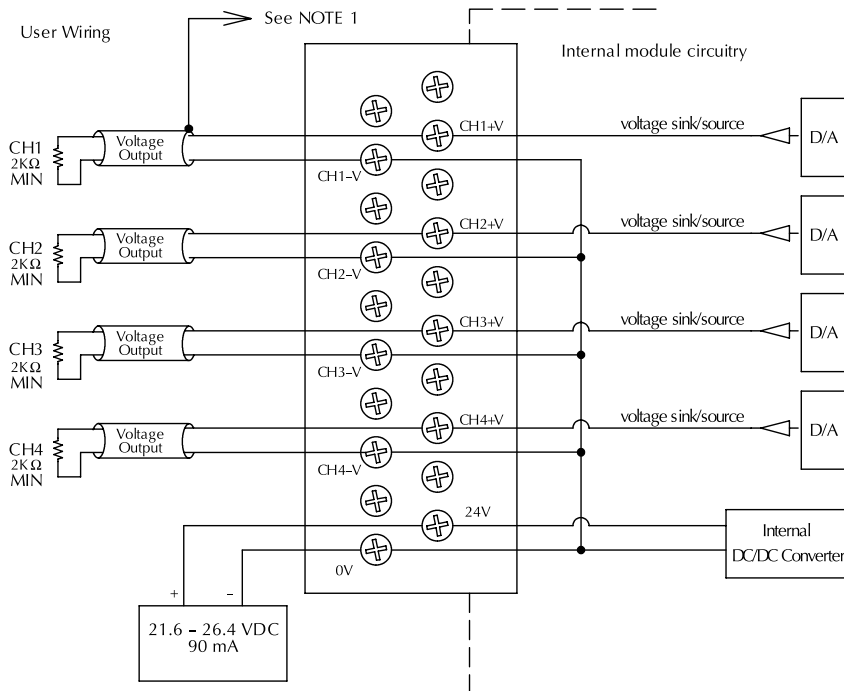 User Wiring
See NOTE 1
Internal module circuitry
CH1
2KΩ
MIN
Voltage
Output
CH1+V
CH1–V
voltage sink/source
D/A
CH2
2KΩ
MIN
Voltage
Output
CH2+V
CH2–V
voltage sink/source
D/A
CH3
2KΩ
MIN
Voltage
Output
CH3+V
CH3–V
voltage sink/source
D/A
CH4
2KΩ
MIN
Voltage
Output
CH4+V
CH4–V
voltage sink/source
D/A
24V
0V
Internal
DC/DC Converter
+ –
21.6 – 26.4 VDC
90 mA